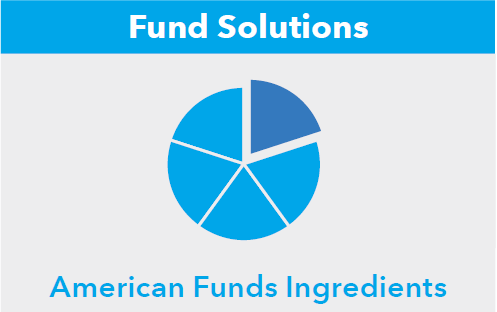 Fund Solutions
American Funds Ingredients